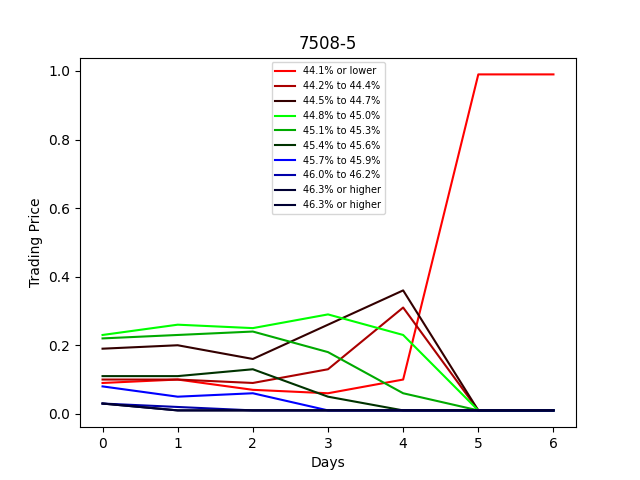 7508-5
44.1% or lower
44.2% to 44.4%
44.5% to 44.7%
44.8% to 45.0%
45.1% to 45.3%
45.4% to 45.6%
45.7% to 45.9%
46.0% to 46.2%
46.3% or higher
46.3% or higher
Trading Price
1.0
0.8
0.6
0.4
0.2
0.0
0 1 2 3 4 5 6
Days